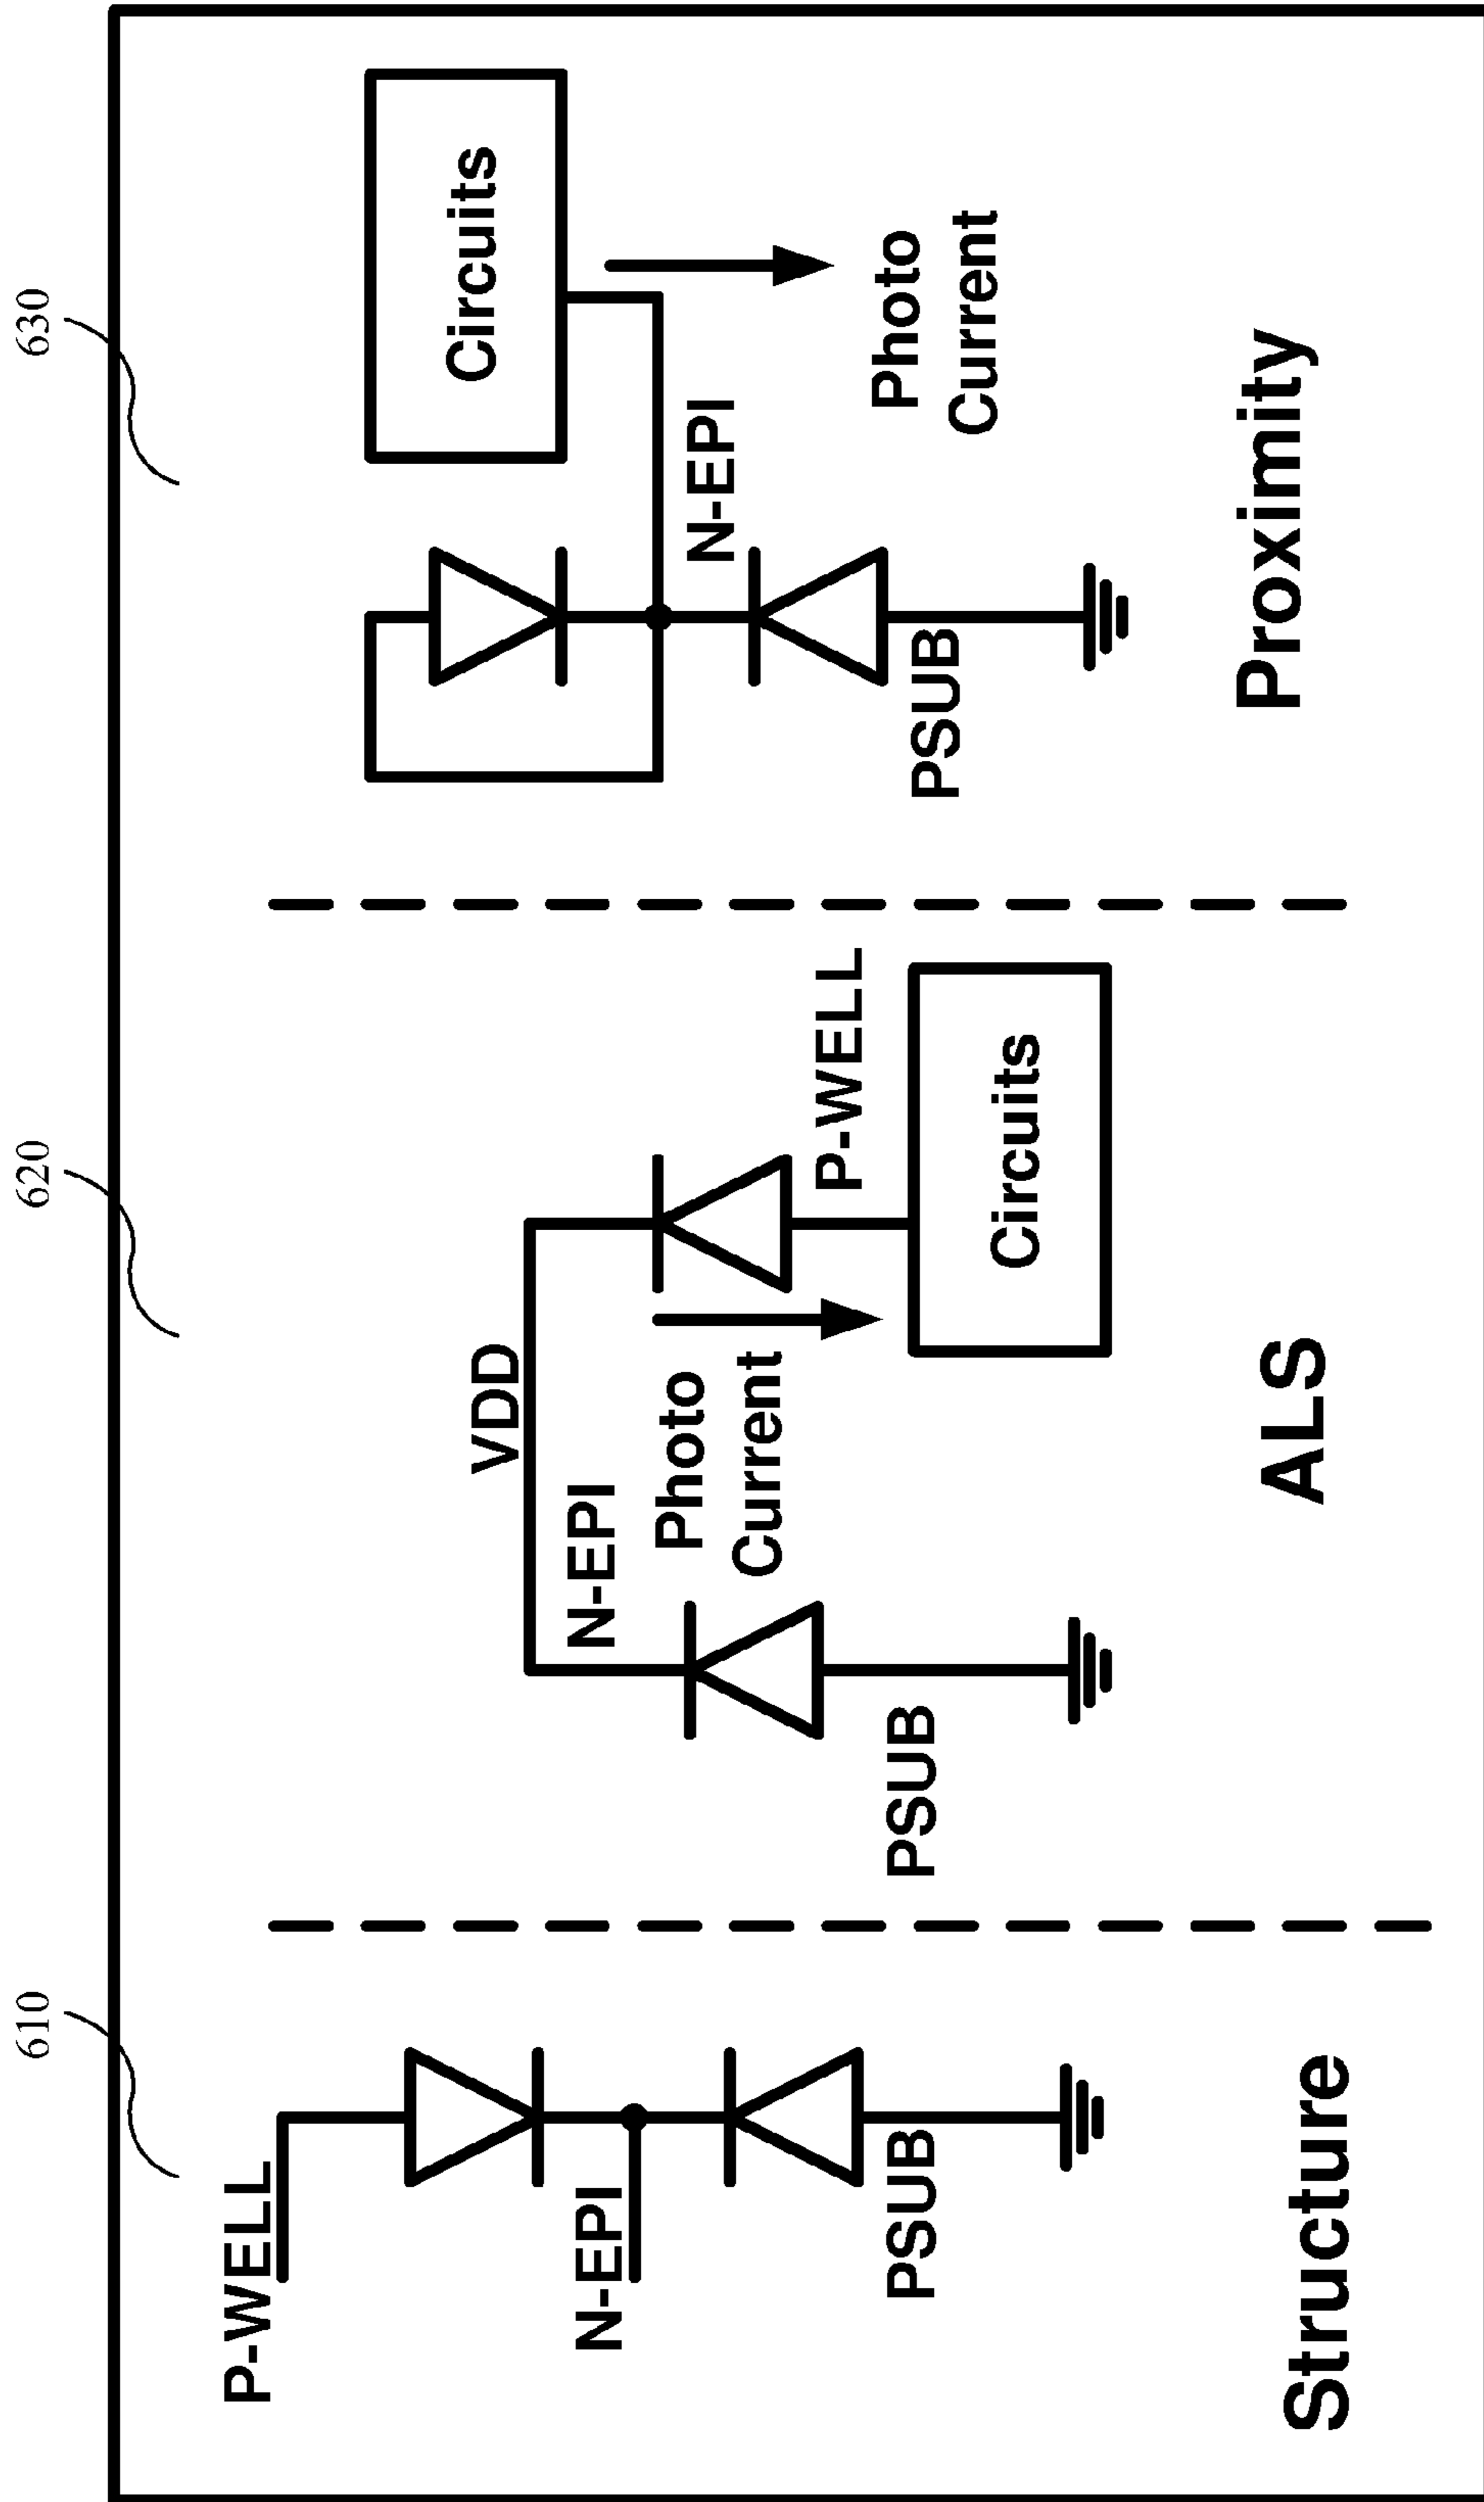 610
P-WELL
N-EPI
PSUB
Structure
620
VDD
N-EPI
Photo
Current
P-WELL
PSUB
Circuits
ALS
630
Circuits
N-EPI
Photo
Current
PSUB
Proximity